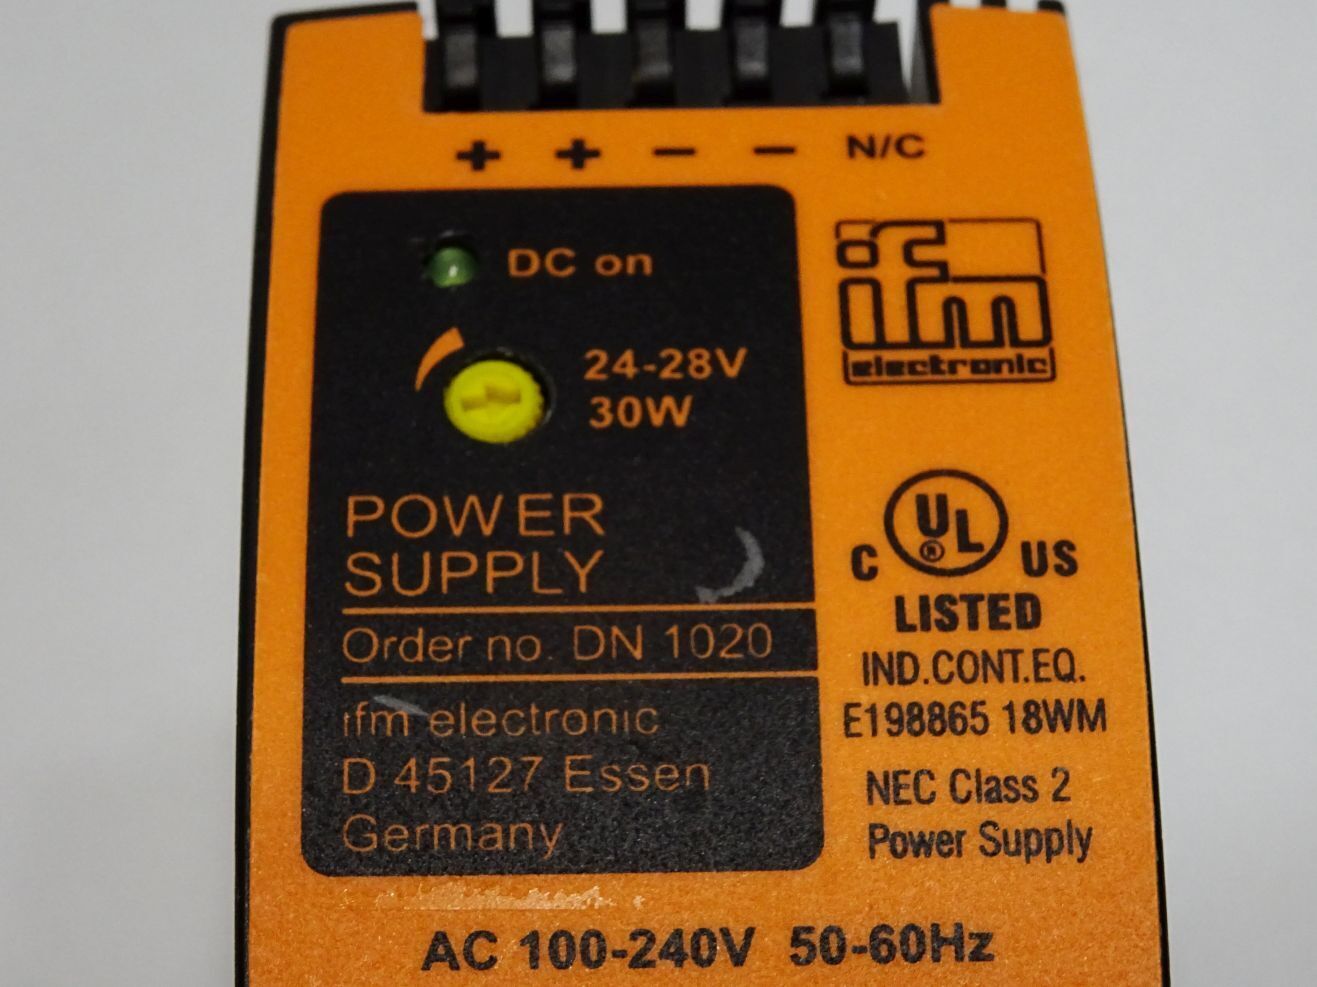 + + − − N/C
DC on
24-28V
30W
POWER
SUPPLY
Order no. DN 1020
ifm electronic
D 45127 Essen
Germany
ifm
electronic
C UL ® US
LISTED
IND.CONT.EQ.
E198865 18WM
NEC Class 2
Power Supply
AC 100-240V 50-60Hz